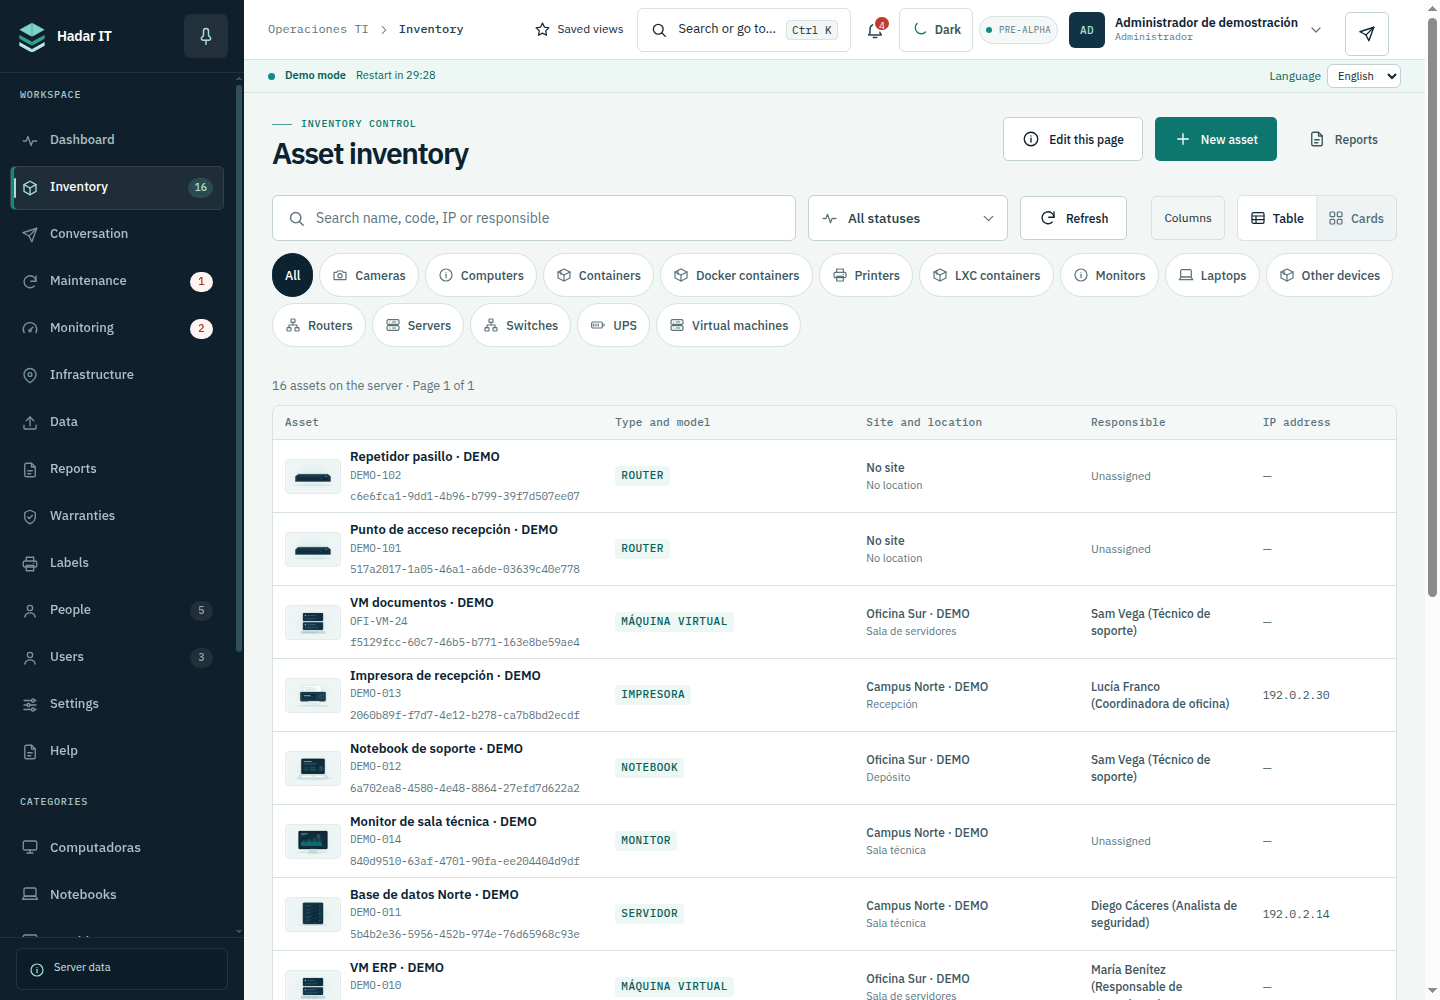 Hadar IT
WORKSPACE
Dashboard
Inventory 16
Conversation
Maintenance 1
Monitoring 2
Infrastructure
Data
Reports
Warranties
Labels
People 5
Users 3
Settings
Help
CATEGORIES
Computadoras
Notebooks
Server data
Operaciones TI > Inventory
Saved views
Search or go to... Ctrl K
4
Dark
PRE-ALPHA
AD
Administrador de demostración
Administrador
Demo mode Restart in 29:28
Language English
INVENTORY CONTROL
Asset inventory
Edit this page
New asset
Reports
Search name, code, IP or responsible
All statuses
Refresh
Columns
Table
Cards
All
Cameras
Computers
Containers
Docker containers
Printers
LXC containers
Monitors
Laptops
Other devices
Routers
Servers
Switches
UPS
Virtual machines
16 assets on the server · Page 1 of 1
Asset Type and model Site and location Responsible IP address
Repetidor pasillo · DEMO
DEMO-102
c6e6fca1-9dd1-4b96-b799-39f7d507ee07
ROUTER
No site
No location
Unassigned
—
Punto de acceso recepción · DEMO
DEMO-101
517a2017-1a05-46a1-a6de-03639c40e778
ROUTER
No site
No location
Unassigned
—
VM documentos · DEMO
OFI-VM-24
f5129fcc-60c7-46b5-b771-163e8be59ae4
MÁQUINA VIRTUAL
Oficina Sur · DEMO
Sala de servidores
Sam Vega (Técnico de
soporte)
—
Impresora de recepción · DEMO
DEMO-013
2060b89f-f7d7-4e12-b278-ca7b8bd2ecdf
IMPRESORA
Campus Norte · DEMO
Recepción
Lucía Franco
(Coordinadora de oficina)
192.0.2.30
Notebook de soporte · DEMO
DEMO-012
6a702ea8-4580-4e48-8864-27efd7d622a2
NOTEBOOK
Oficina Sur · DEMO
Depósito
Sam Vega (Técnico de
soporte)
—
Monitor de sala técnica · DEMO
DEMO-014
840d9510-63af-4701-90fa-ee204404d9df
MONITOR
Campus Norte · DEMO
Sala técnica
Unassigned
—
Base de datos Norte · DEMO
DEMO-011
5b4b2e36-5956-452b-974e-76d65968c93e
SERVIDOR
Campus Norte · DEMO
Sala técnica
Diego Cáceres (Analista de
seguridad)
192.0.2.14
VM ERP · DEMO
DEMO-010
MÁQUINA VIRTUAL
Oficina Sur · DEMO
Sala de servidores
María Benítez
(Responsable de
—